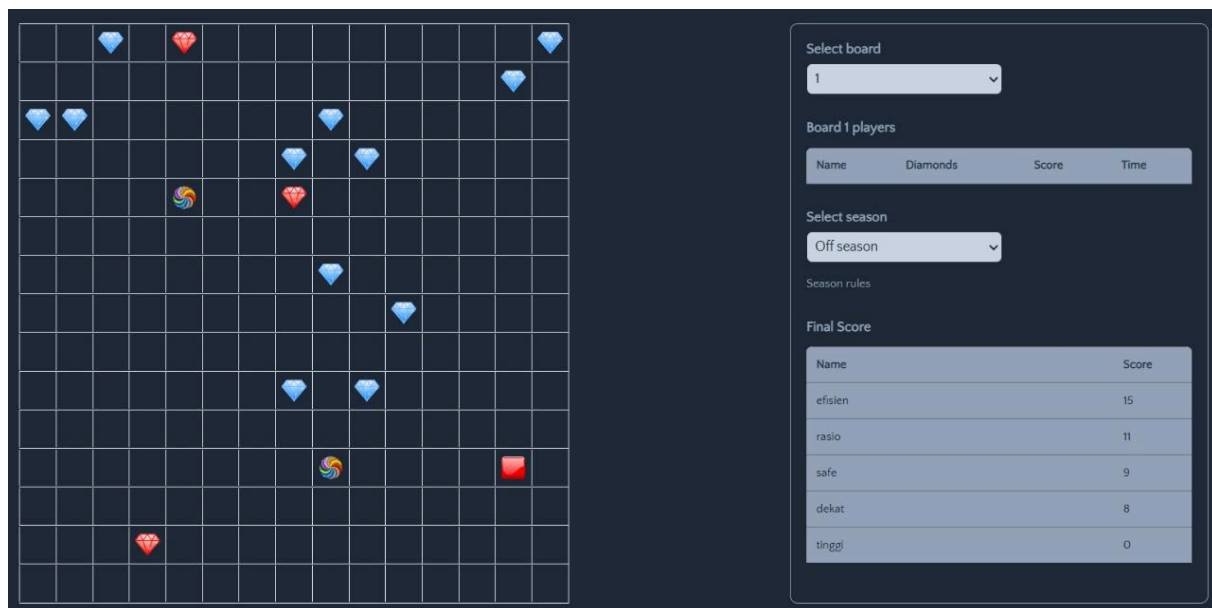 Select board
1
Board 1 players
Name Diamonds Score Time
Select season
Off season
Season rules
Final Score
Name Score
efisien 15
rasio 11
safe 9
dekat 8
tinggi 0